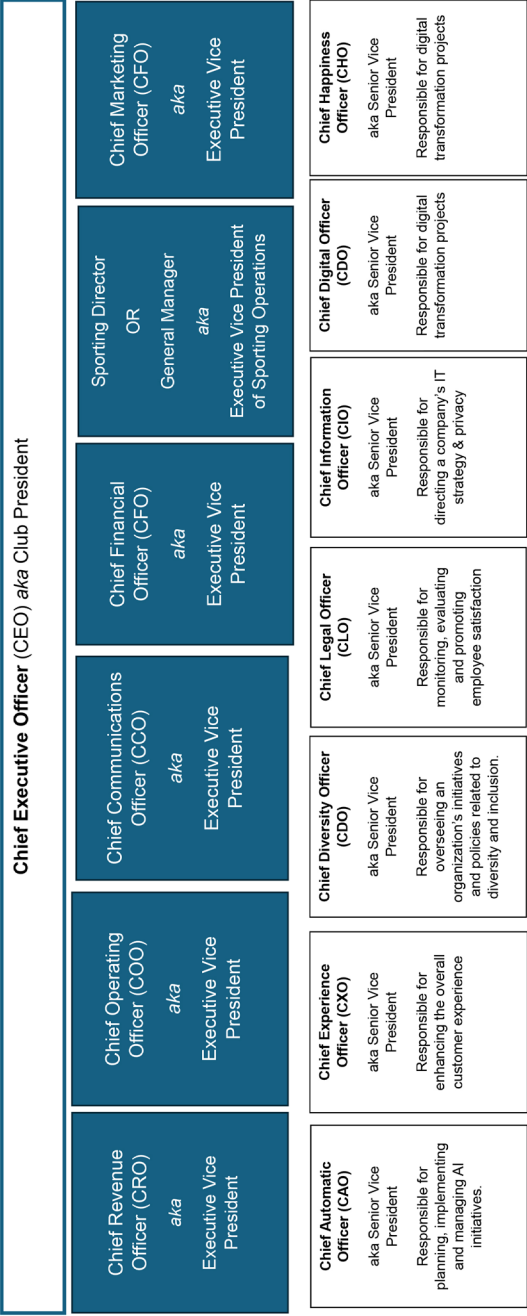 Chief Executive Officer (CEO) aka Club President
Chief Revenue
Officer (CRO)
aka
Executive Vice
President
Chief Operating
Officer (COO)
aka
Executive Vice
President
Chief Communications
Officer (CCO)
aka
Executive Vice
President
Chief Financial
Officer (CFO)
aka
Executive Vice
President
Sporting Director
OR
General Manager
aka
Executive Vice President
of Sporting Operations
Chief Marketing
Officer (CFO)
aka
Executive Vice
President
Chief Automatic
Officer (CAO)
aka Senior Vice
President
Responsible for
planning, implementing
and managing AI
initiatives.
Chief Experience
Officer (CXO)
aka Senior Vice
President
Responsible for
enhancing the overall
customer experience
Chief Diversity Officer
(CDO)
aka Senior Vice
President
Responsible for
overseeing an
organization's initiatives
and policies related to
diversity and inclusion.
Chief Legal Officer
(CLO)
aka Senior Vice
President
Responsible for
monitoring, evaluating
and promoting
employee satisfaction
Chief Information
Officer (CIO)
aka Senior Vice
President
Responsible for
directing a company's IT
strategy & privacy
Chief Digital Officer
(CDO)
aka Senior Vice
President
Responsible for digital
transformation projects
Chief Happiness
Officer (CHO)
aka Senior Vice
President
Responsible for digital
transformation projects